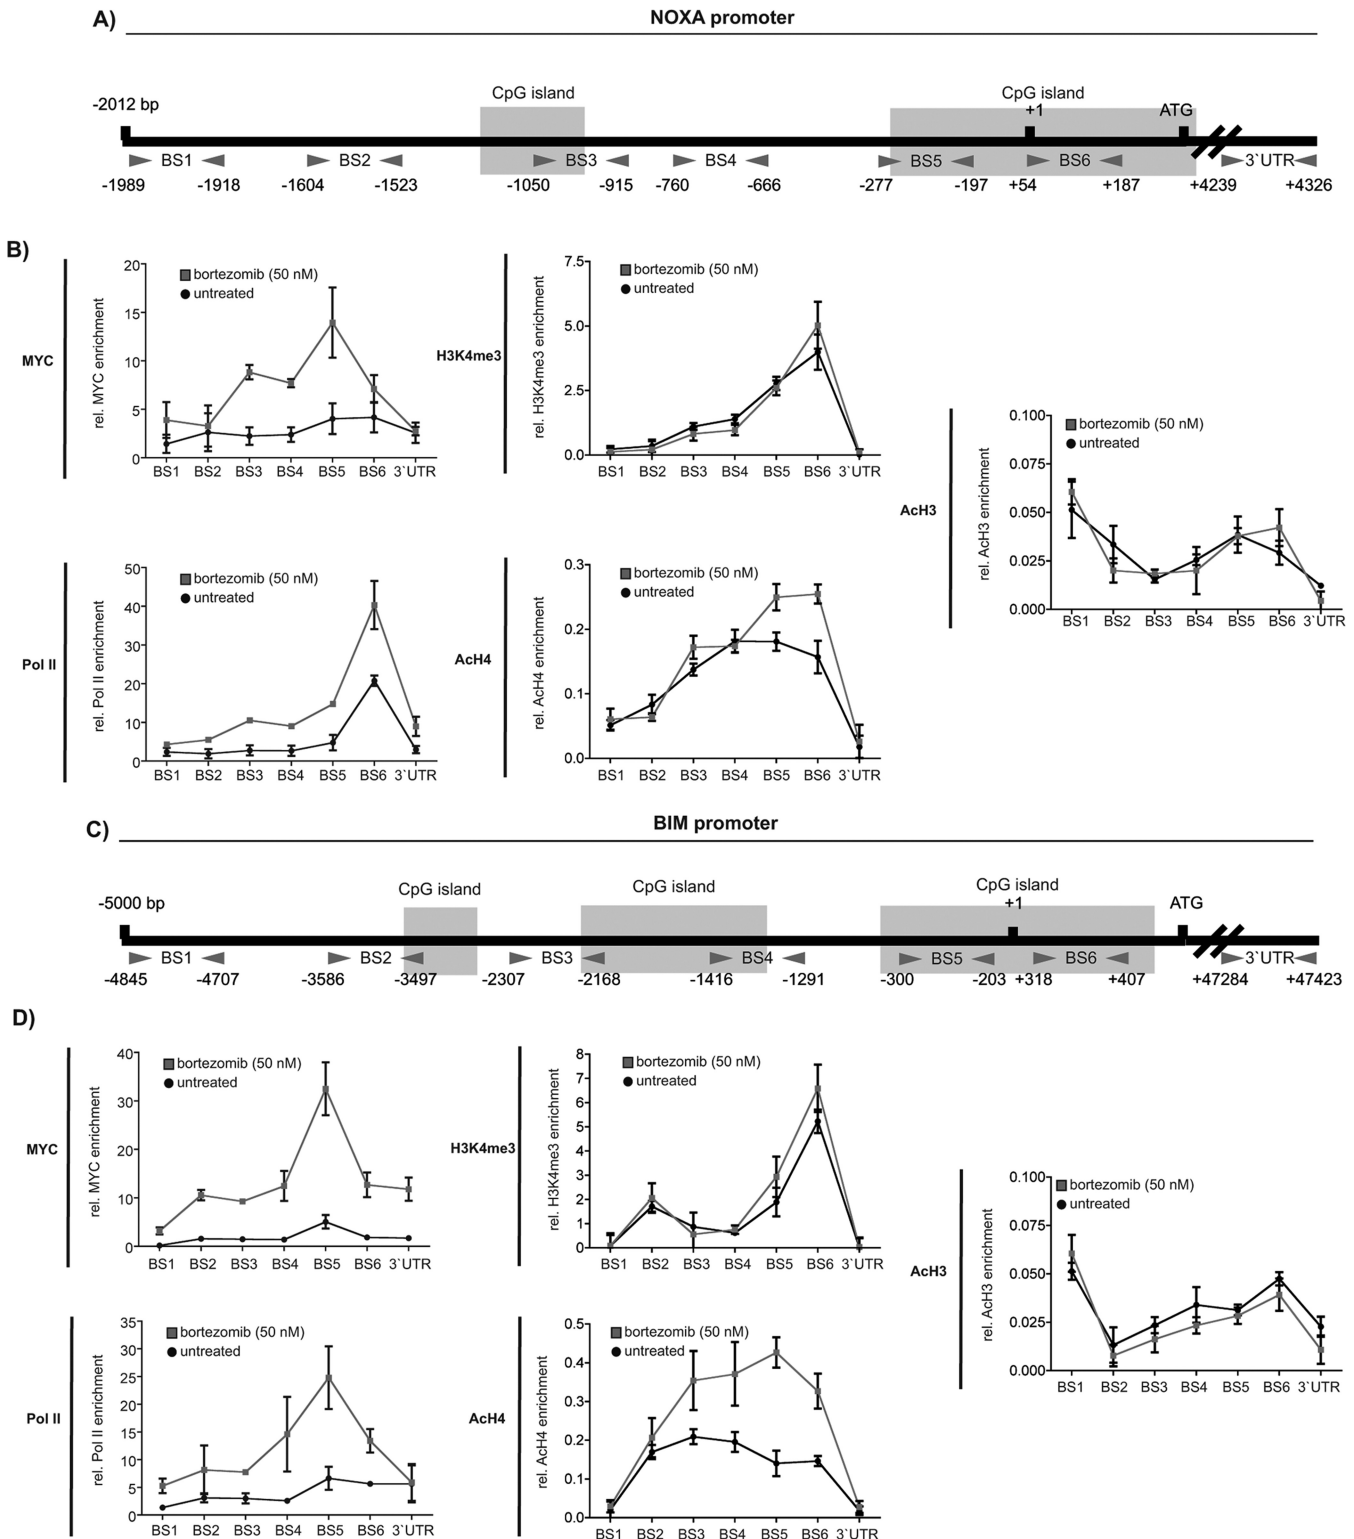 A)
NOXA promoter
CpG island
CpG island
-2012 bp
+1
ATG
BS1
BS2
BS3
BS4
BS5
BS6
3`UTR
-1989
-1918
-1604
-1523
-1050
-915
-760
-666
-277
-197
+54
+187
+4239
+4326
B)
MYC
rel. MYC enrichment
20
15
10
5
0
bortezomib (50 nM)
untreated
BS1 BS2 BS3 BS4 BS5 BS6 3`UTR
H3K4me3
rel. H3K4me3 enrichment
7.5
5.0
2.5
0.0
bortezomib (50 nM)
untreated
BS1 BS2 BS3 BS4 BS5 BS6 3`UTR
AcH3
rel. AcH3 enrichment
0.100
0.075
0.050
0.025
0.000
bortezomib (50 nM)
untreated
BS1 BS2 BS3 BS4 BS5 BS6 3`UTR
Pol II
rel. Pol II enrichment
50
40
30
20
10
0
bortezomib (50 nM)
untreated
BS1 BS2 BS3 BS4 BS5 BS6 3`UTR
AcH4
rel. AcH4 enrichment
0.3
0.2
0.1
0.0
bortezomib (50 nM)
untreated
BS1 BS2 BS3 BS4 BS5 BS6 3`UTR
C)
BIM promoter
CpG island
CpG island
CpG island
-5000 bp
+1
ATG
BS1
BS2
BS3
BS4
BS5
BS6
3`UTR
-4845
-4707
-3586
-3497
-2307
-2168
-1416
-1291
-300
-203
+318
+407
+47284
+47423
D)
MYC
rel. MYC enrichment
40
30
20
10
0
bortezomib (50 nM)
untreated
BS1 BS2 BS3 BS4 BS5 BS6 3`UTR
H3K4me3
rel. H3K4me3 enrichment
8
7
6
5
4
3
2
1
0
bortezomib (50 nM)
untreated
BS1 BS2 BS3 BS4 BS5 BS6 3`UTR
AcH3
rel. AcH3 enrichment
0.100
0.075
0.050
0.025
0.000
bortezomib (50 nM)
untreated
BS1 BS2 BS3 BS4 BS5 BS6 3`UTR
Pol II
rel. Pol II enrichment
35
30
25
20
15
10
5
0
bortezomib (50 nM)
untreated
BS1 BS2 BS3 BS4 BS5 BS6 3`UTR
AcH4
rel. AcH4 enrichment
0.5
0.4
0.3
0.2
0.1
0.0
bortezomib (50 nM)
untreated
BS1 BS2 BS3 BS4 BS5 BS6 3`UTR